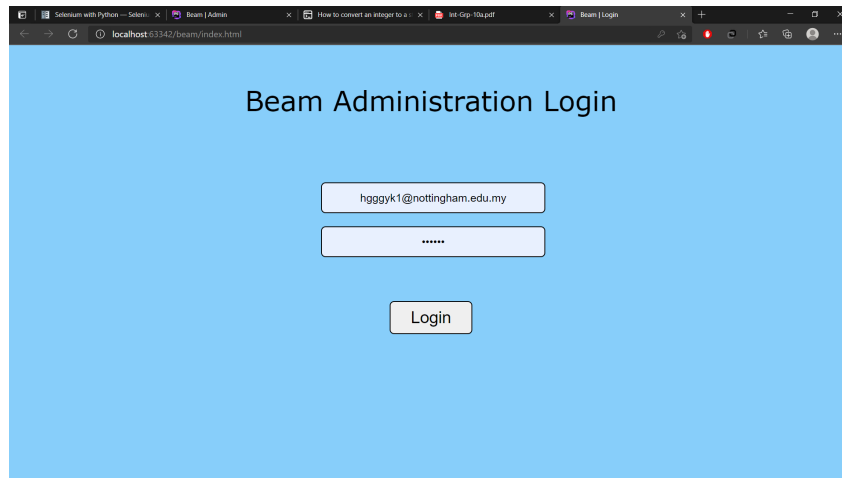 Selenium with Python — Seleniu
Beam | Admin
How to convert an integer to a s
Int-Grp-10a.pdf
Beam | Login
localhost:63342/beam/index.html
Beam Administration Login
hgggyk1@nottingham.edu.my
••••••
Login